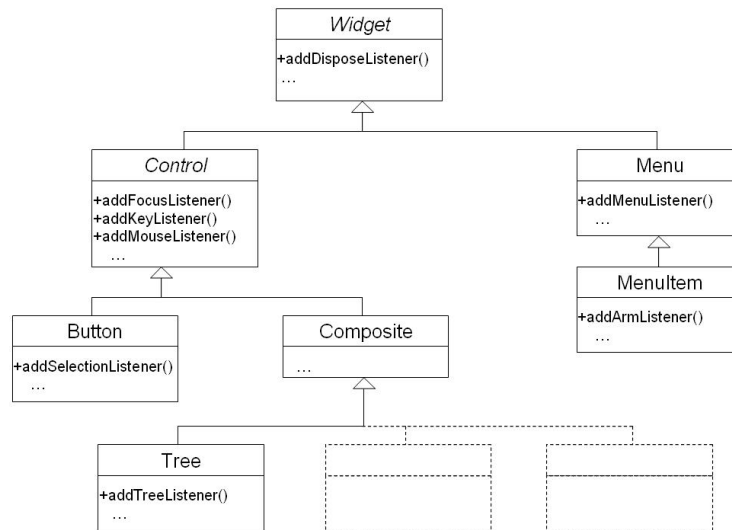 Widget
+addDisposeListener()
...
Control
+addFocusListener()
+addKeyListener()
+addMouseListener()
...
Menu
+addMenuListener()
...
MenuItem
+addArmListener()
...
Button
+addSelectionListener()
...
Composite
...
Tree
+addTreeListener()
...